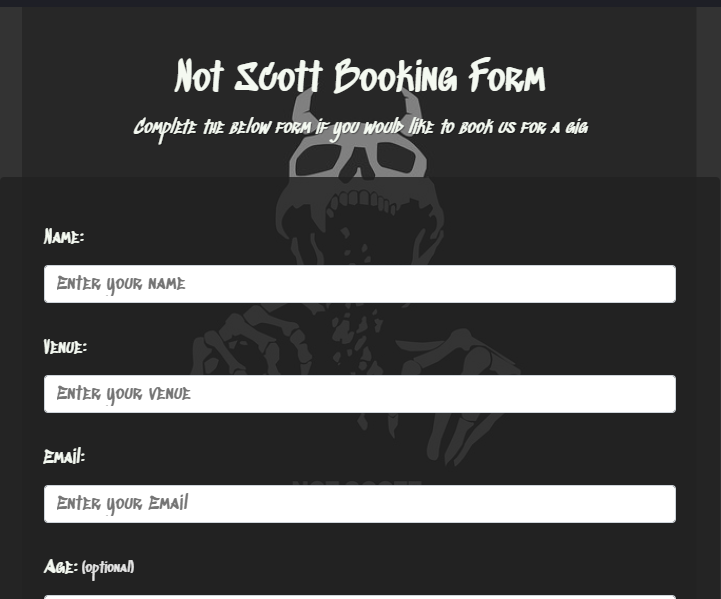 Not Scott Booking Form
Complete the below form if you would like to book us for a gig
Name:
Enter your name
Venue:
Enter your venue
Email:
Enter your Email
Age: (optional)